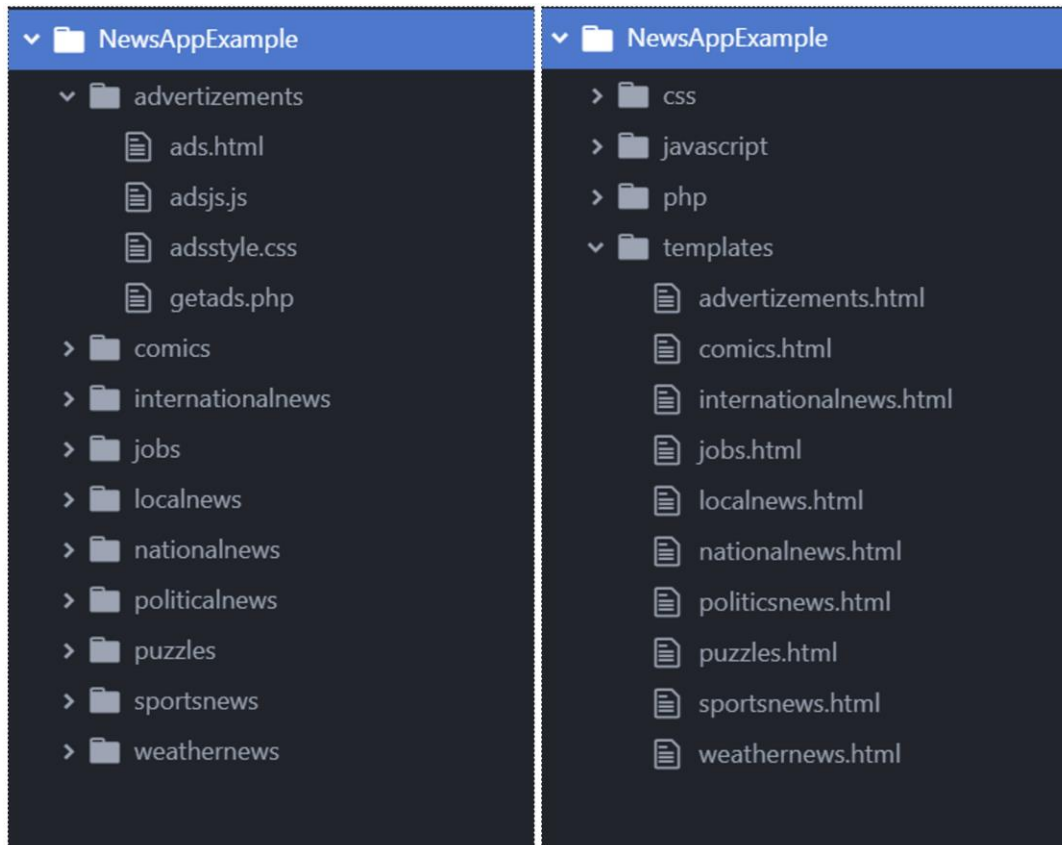 NewsAppExample
advertizements
ads.html
adsjs.js
adsstyle.css
getads.php
comics
internationalnews
jobs
localnews
nationalnews
politicalnews
puzzles
sportsnews
weathernews
NewsAppExample
css
javascript
php
templates
advertizements.html
comics.html
internationalnews.html
jobs.html
localnews.html
nationalnews.html
politicsnews.html
puzzles.html
sportsnews.html
weathernews.html